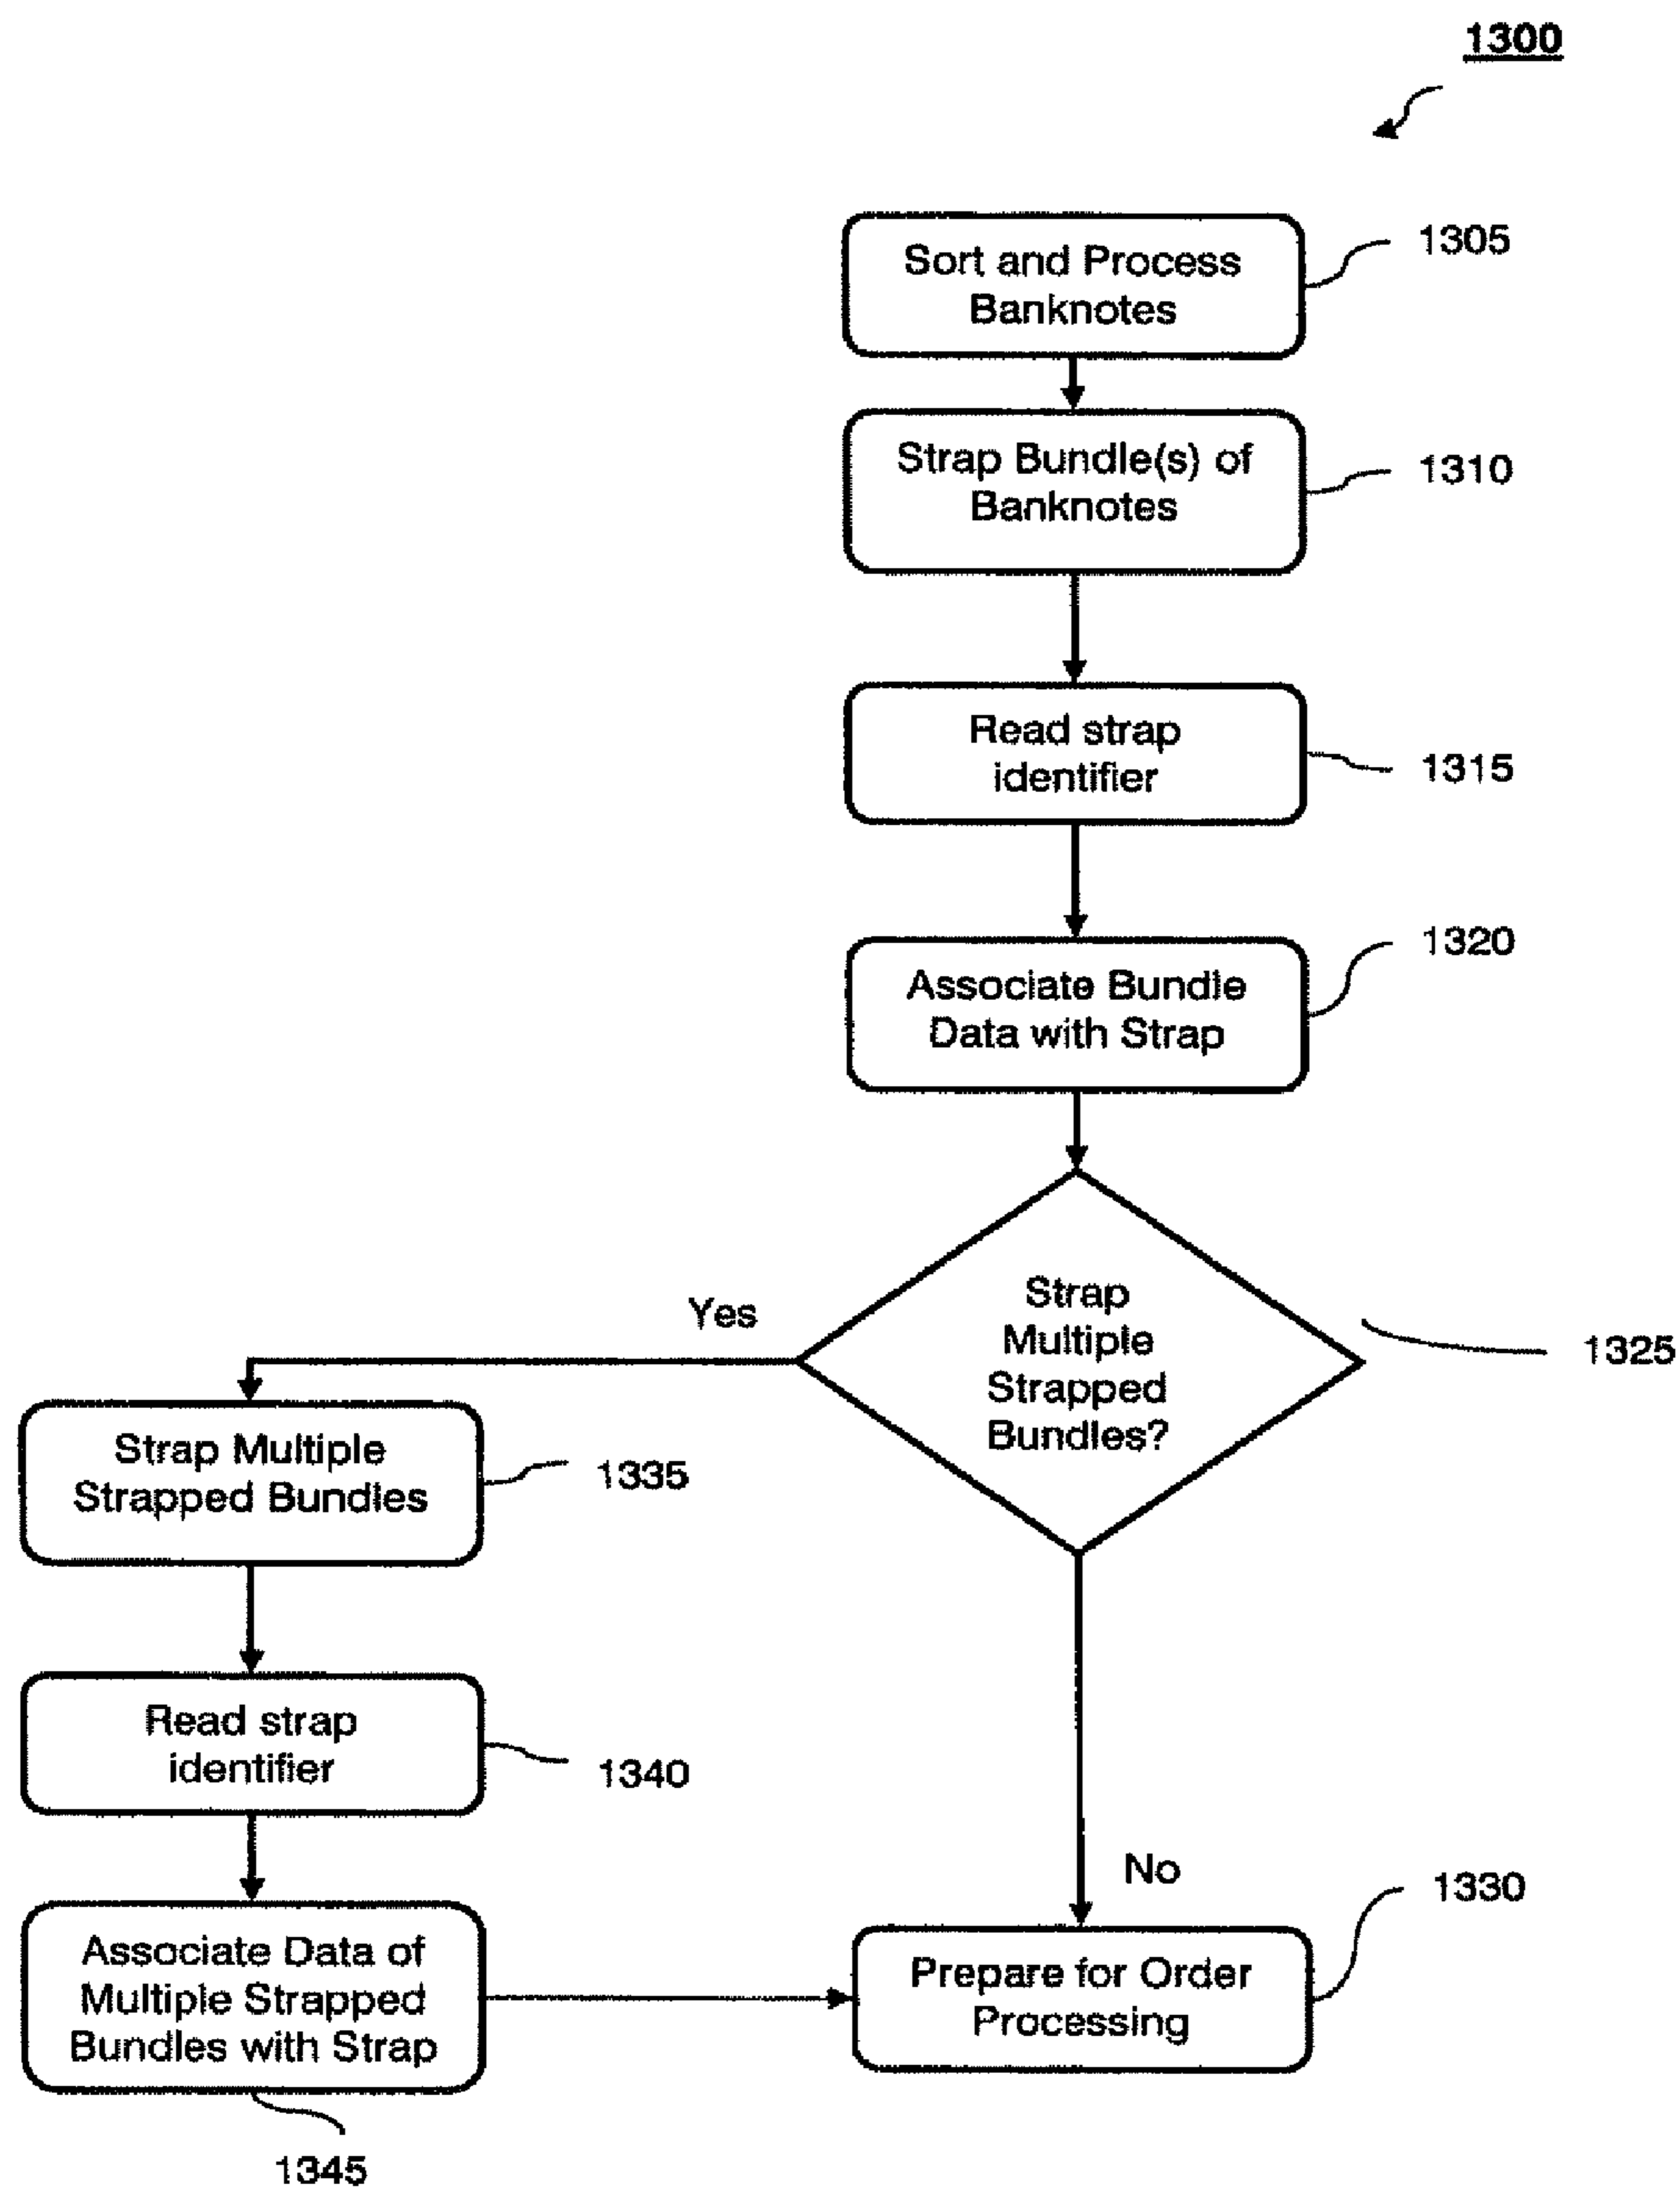 1300
Sort and Process
Banknotes
1305
Strap Bundle(s) of
Banknotes
1310
Read strap
identifier
1315
Associate Bundle
Data with Strap
1320
Strap
Multiple
Strapped
Bundles?
1325
Yes
Strap Multiple
Strapped Bundles
1335
Read strap
identifier
1340
Associate Data of
Multiple Strapped
Bundles with Strap
1345
No
Prepare for Order
Processing
1330